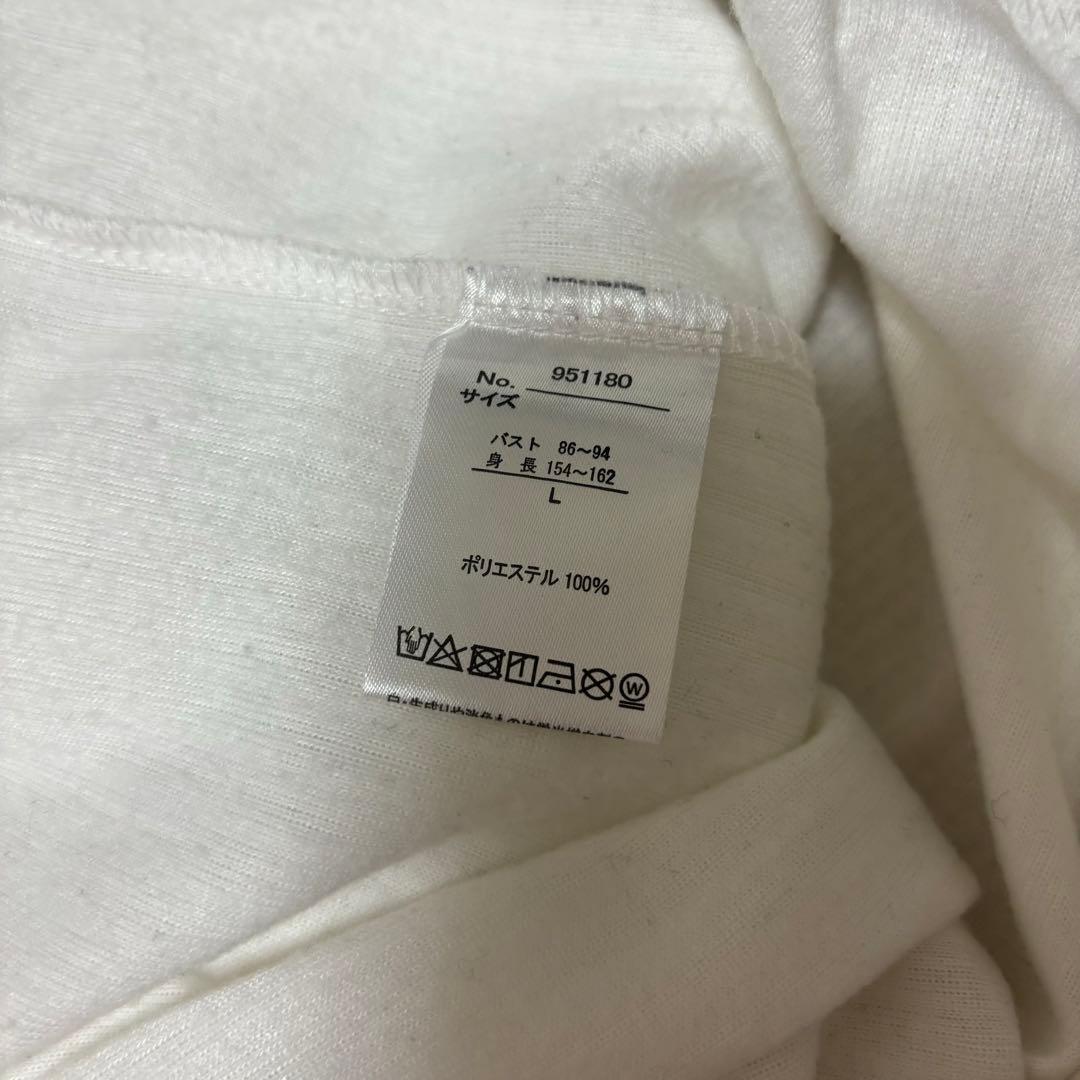 No. 951180
サイズ
バスト 86～94
身 長 154～162
L
ポリエステル 100%
W